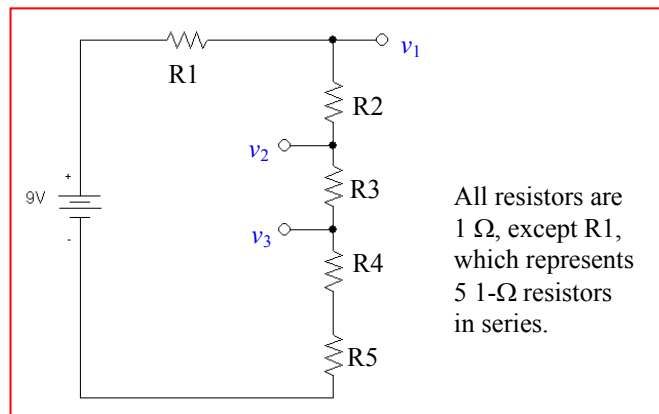 R1
v1
R2
v2
R3
+
9V
-
v3
R4
R5
All resistors are
1 Ω, except R1,
which represents
5 1-Ω resistors
in series.